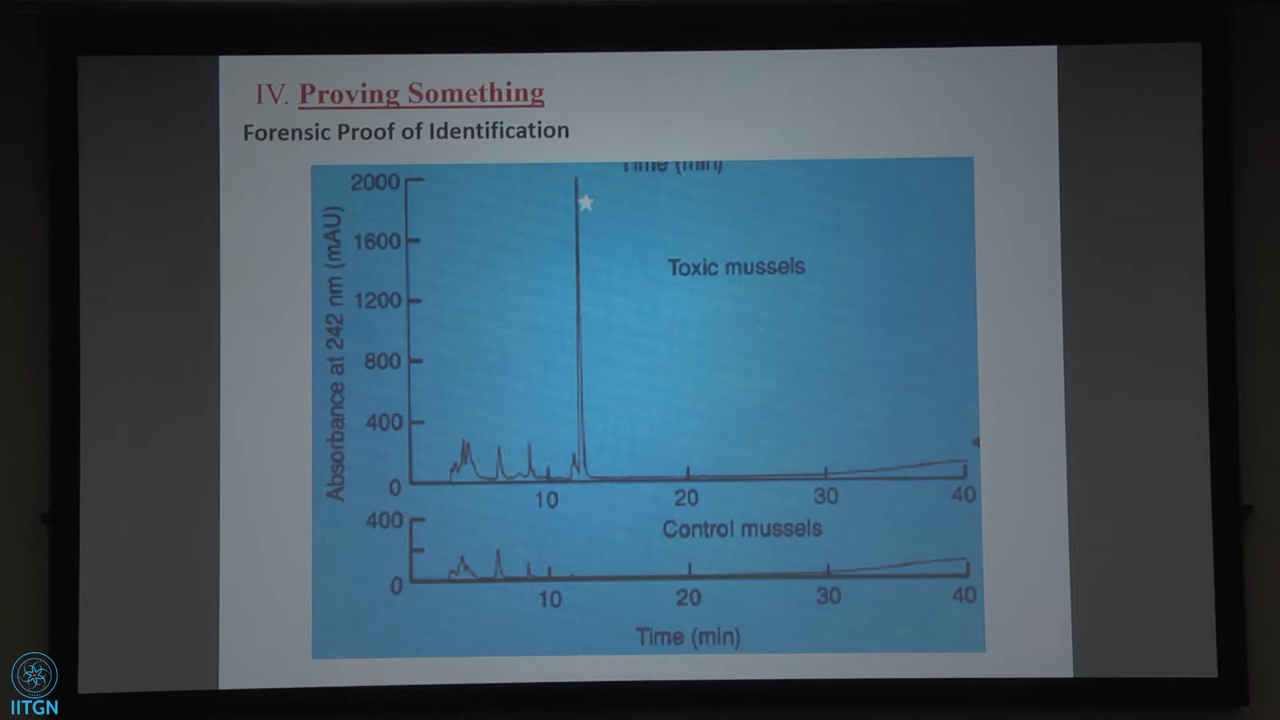 IV. Proving Something
Forensic Proof of Identification
Time (min)
Absorbance at 242 nm (mAU)
2000
1600
1200
800
400
0
Toxic mussels
10 20 30 40
400
0
Control mussels
10 20 30 40
Time (min)
IITGN